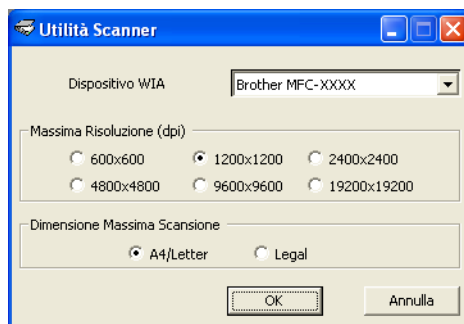 Utilità Scanner
Dispositivo WIA Brother MFC-XXXX
Massima Risoluzione (dpi)
600x600 1200x1200 2400x2400
4800x4800 9600x9600 19200x19200
Dimensione Massima Scansione
A4/Letter Legal
OK Annulla